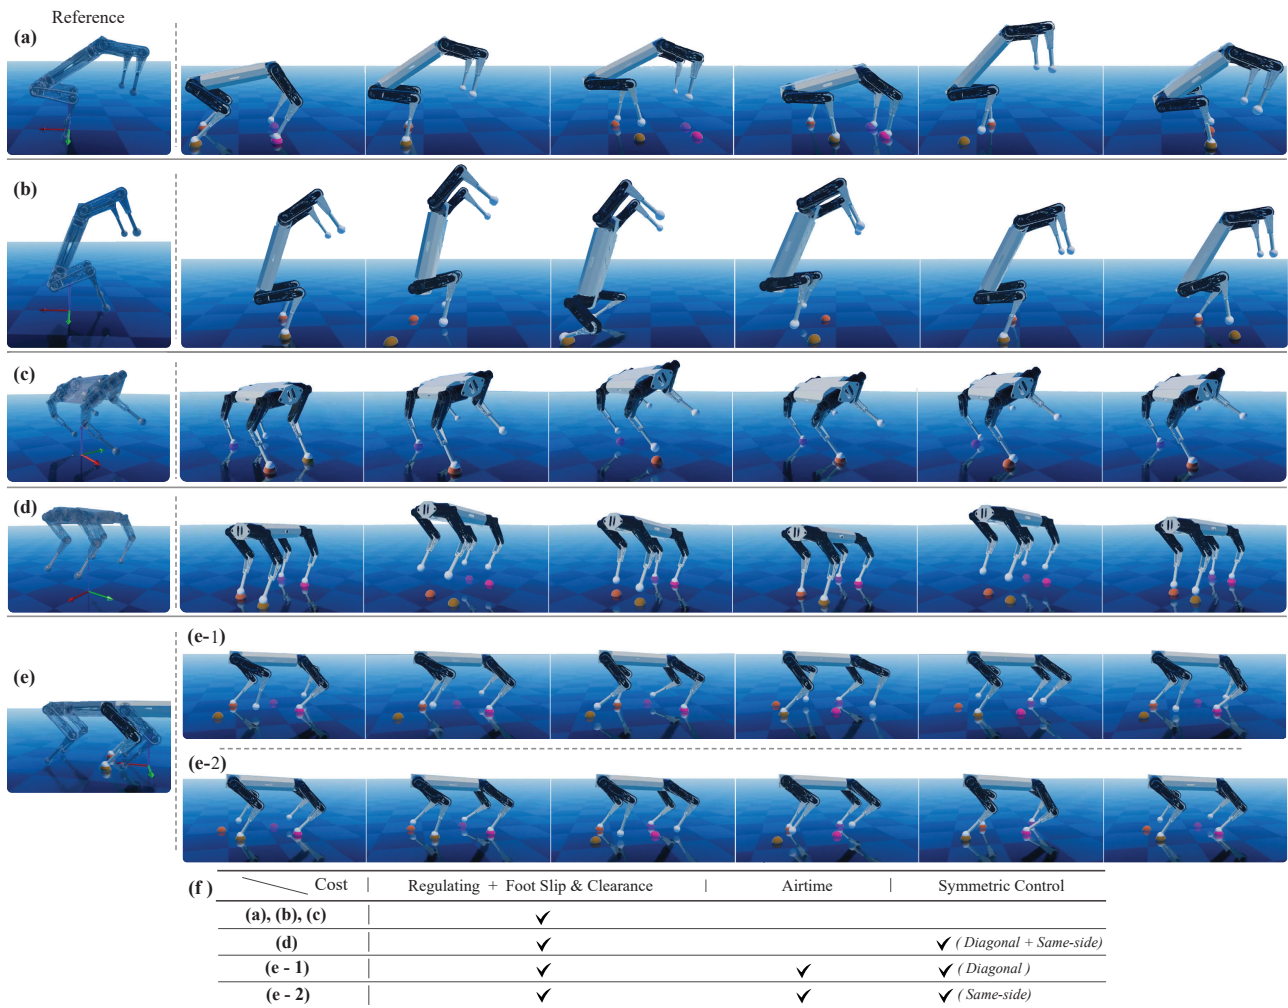 Reference
(a)
(b)
(c)
(d)
(e-1)
(e)
(e-2)
(f) Cost | Regulating + Foot Slip & Clearance | Airtime | Symmetric Control
(a), (b), (c) | ✓
(d) | ✓ ✓ ( Diagonal + Same-side)
(e - 1) | ✓ ✓ ✓ ( Diagonal )
(e - 2) | ✓ ✓ ✓ ( Same-side)